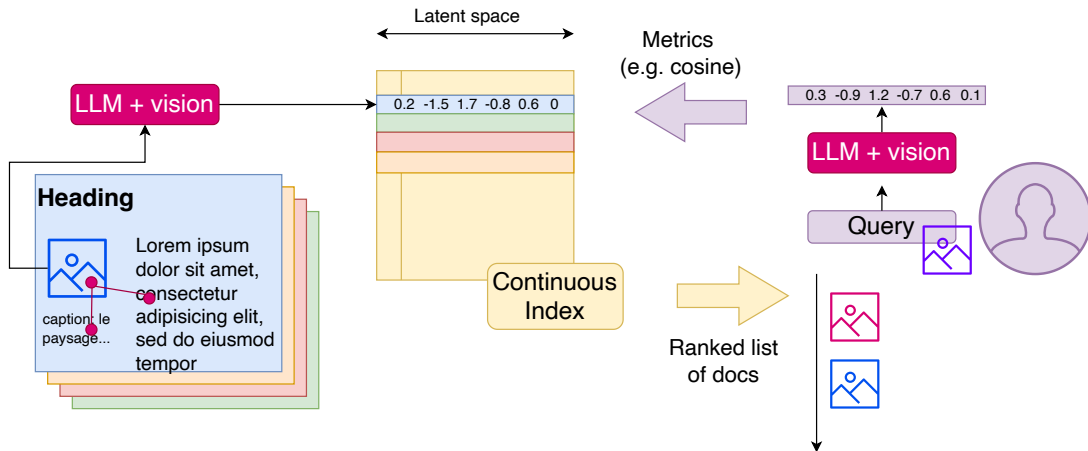 Latent space
Metrics
(e.g. cosine)
LLM + vision
0.2 -1.5 1.7 -0.8 0.6 0
0.3 -0.9 1.2 -0.7 0.6 0.1
LLM + vision
Query
Heading
Lorem ipsum
dolor sit amet,
consectetur
adipisicing elit,
sed do eiusmod
tempor
caption: le
paysage...
Continuous
Index
Ranked list
of docs